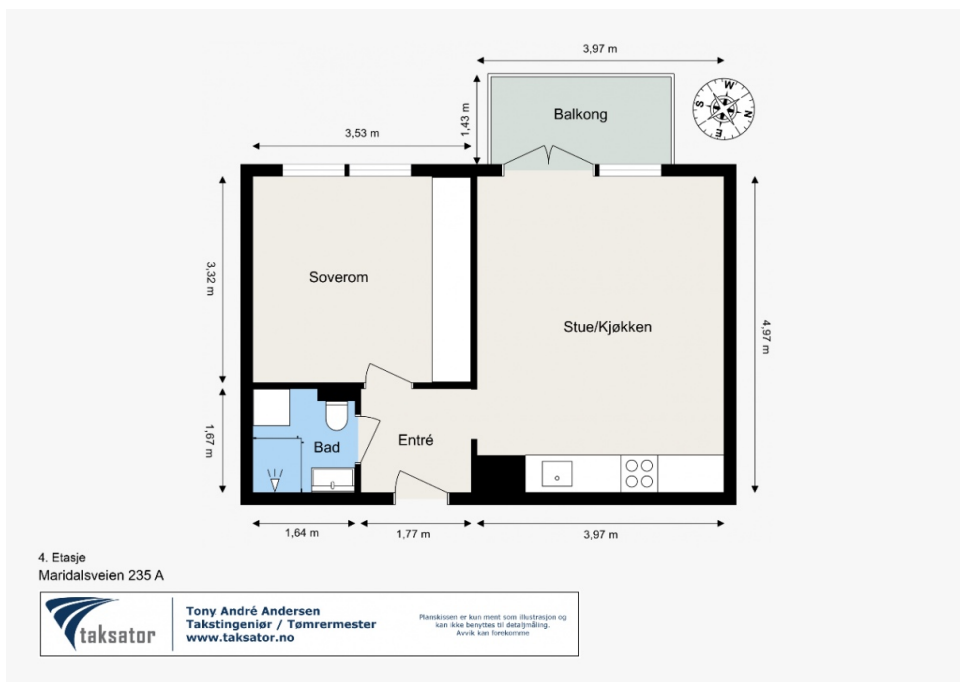 3,97 m
1,43 m
Balkong
W
S
N
E
3,53 m
3,32 m
Soverom
Stue/Kjøkken
4,97 m
1,67 m
Bad
Entré
1,64 m
1,77 m
3,97 m
4. Etasje
Maridalsveien 235 A
taksator
Tony André Andersen
Takstingeniør / Tømrermester
www.taksator.no
Planskissen er kun ment som illustrasjon og
kan ikke benyttes til detaljmåling.
Avvik kan forekomme